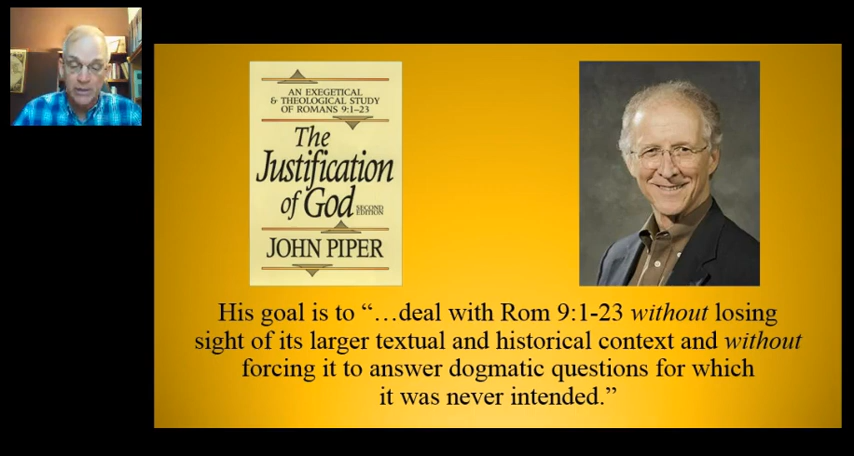 AN EXEGETICAL
& THEOLOGICAL STUDY
OF ROMANS 9:1–23
The
Justification
of God SECOND
EDITION
JOHN PIPER
His goal is to “…deal with Rom 9:1-23 without losing
sight of its larger textual and historical context and without
forcing it to answer dogmatic questions for which
it was never intended.”